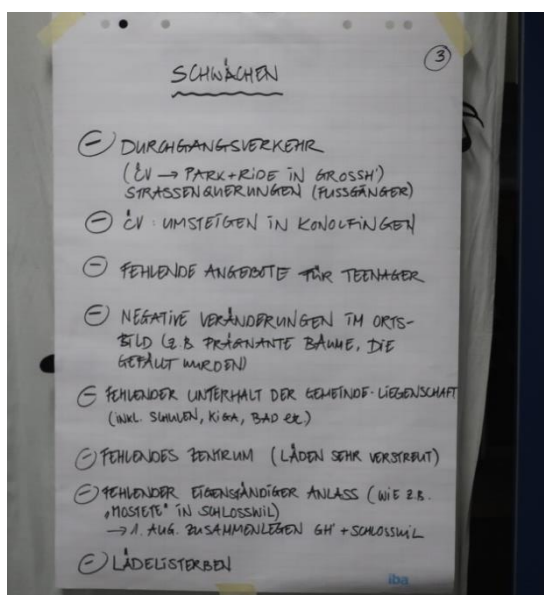 3
SCHWÄCHEN
⊖ DURCHGANGSVERKEHR
(ÖV → PARK+RIDE IN GROSSH')
STRASSENQUERUNGEN (FUSSGÄNGER)
⊖ ÖV: UMSTEIGEN IN KONOLFINGEN
⊖ FEHLENDE ANGEBOTE FÜR TEENAGER
⊖ NEGATIVE VERÄNDERUNGEN IM ORTS-
BILD (Z.B. PRÄGNANTE BÄUME, DIE
GEFÄLLT WURDEN)
⊖ FEHLENDER UNTERHALT DER GEMEINDE-LIEGENSCHAFT
(INKL. SCHULEN, KIGA, BAD etc.)
⊖ FEHLENDES ZENTRUM (LÄDEN SEHR VERSTREUT)
⊖ FEHLENDER EIGENSTÄNDIGER ANLASS (WIE Z.B.
„MOSTETE" IN SCHLOSSWIL)
→ 1. AUG. ZUSAMMENLEGEN GH' + SCHLOSSWIL
⊖ LÄDELISTERBEN
iba